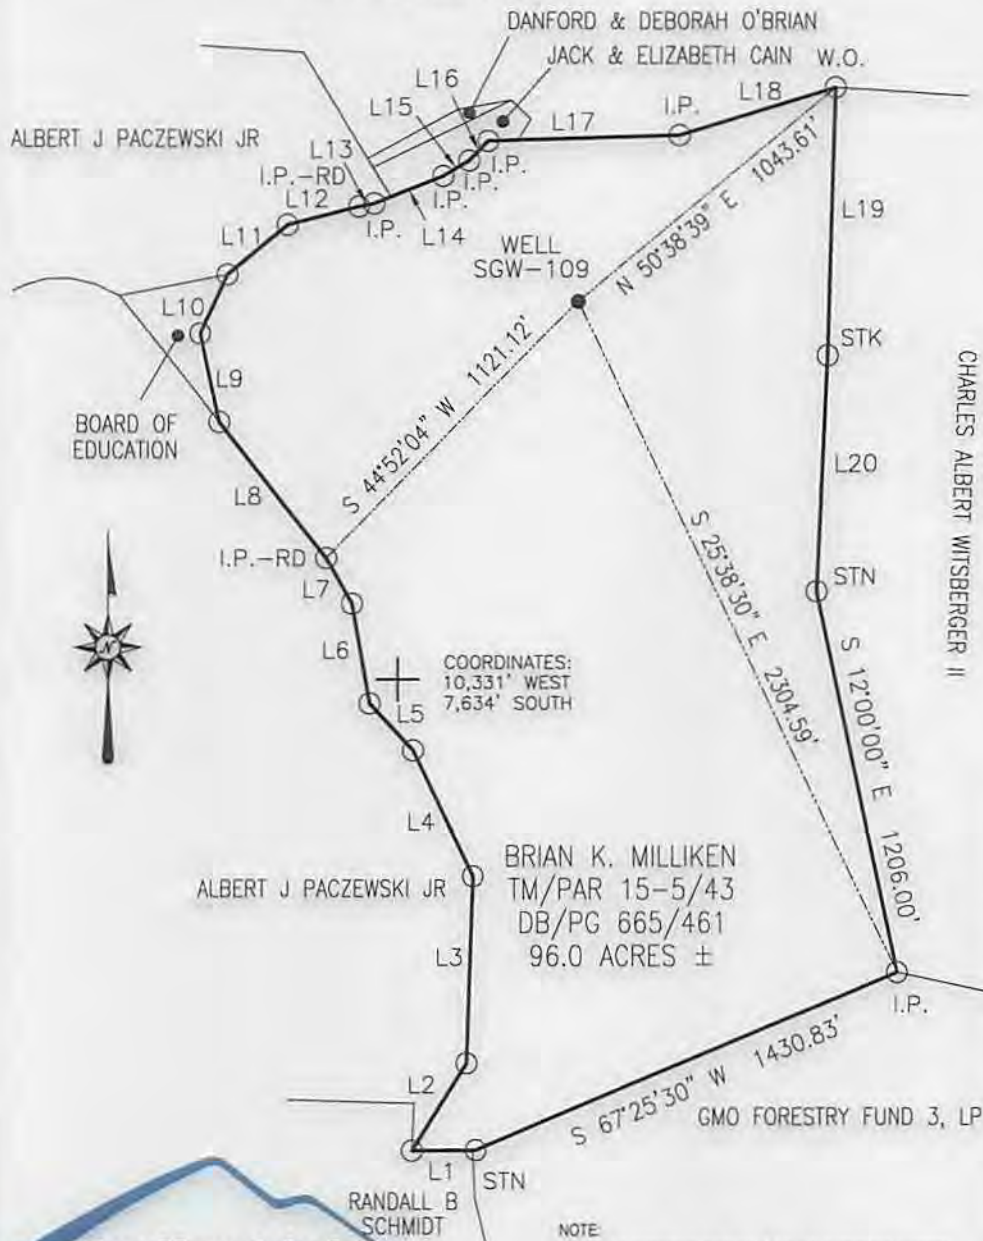 DANFORD & DEBORAH O'BRIAN
JACK & ELIZABETH CAIN
W.O.
L16
L15
L18
I.P.
L17
ALBERT J PACZEWSKI JR
L13
I.P.-RD
L12
I.P.
I.P.
I.P.
I.P.
L14
L11
N 50°38'39" E 1043.61'
L19
WELL
SGW-109
L10
S 44°52'04" W 1121.12'
STK
L9
BOARD OF
EDUCATION
CHARLES ALBERT WITSBERGER II
L20
L8
S 25°38'30" E 2304.59'
I.P.-RD
STN
L7
N
L6
COORDINATES:
10,331' WEST
7,634' SOUTH
S 12°00'00" E 1206.00'
L5
L4
BRIAN K. MILLIKEN
TM/PAR 15-5/43
DB/PG 665/461
96.0 ACRES ±
ALBERT J PACZEWSKI JR
L3
I.P.
L2
S 67°25'30" W 1430.83'
GMO FORESTRY FUND 3, LP
L1
STN
RANDALL B
SCHMIDT
NOTE: